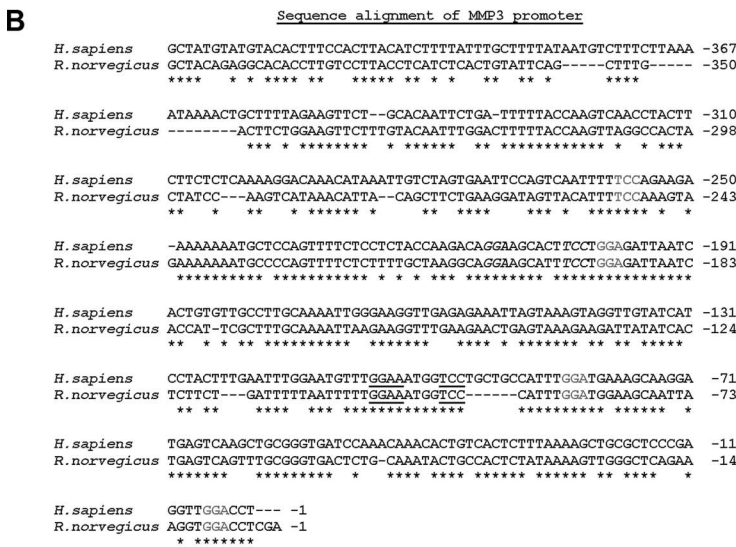 B
Sequence alignment of MMP3 promoter
H.sapiens GCTATGTATGTACACTTTCCACTTACATCTTTTATTTGCTTTTATAATGTCTTTCTTAAA -367
R.norvegicus GCTACAGAGGCACACCTTGTCCTTACCTCATCTCACTGTATTCAG-----CTTTG----- -350
**** * ** **** ** ***** ** * ** ** * ****
H.sapiens ATAAAACTGCTTTTAGAAGTTCT--GCACAATTCTGA-TTTTTACCAAGTCAACCTACTT -310
R.norvegicus --------ACTTCTGGAAGTTCTTTGTACAATTTGGACTTTTTACCAAGTTAGGCCACTA -298
*** * ******** * ****** ** ************ * * ***
H.sapiens CTTCTCTCAAAAGGACAAACATAAATTGTCTAGTGAATTCCAGTCAATTTTTCCAGAAGA -250
R.norvegicus CTATCC---AAGTCATAAACATTA---CAGCTTCTGAAGGATAGTTACATTTTCCAAAGTA -243
** * ** * ****** * ** ** * *** * ****** ** *
H.sapiens -AAAAAAATGCTCCAGTTTTCTCCTCTACCAAGACAGGAAGCACTTCCTGGAGATTAATC -191
R.norvegicus GAAAAAAATGCCCCAGTTTTCTCTTTTGCTAAGGCAGGAAGCATTTCCTGGAGATTAATC -183
********** *********** * * * *** ********* ****************
H.sapiens ACTGTGTTGCCTTGCAAAATTGGGAAGGTTGAGAGAAATTAGTAAAGTAGGTTGTATCAT -131
R.norvegicus ACCAT-TCGCTTTGCAAAATTAAGAAGGTTTGAAGAACTGAGTAAAGAAGATTATATCAC -124
** * * ** ********** ******* **** * ******* ** ** *****
H.sapiens CCTACTTTGAATTTGGAATGTTTGGAAATGGTCCTGCTGCCATTTGGATGAAAGCAAGGA -71
R.norvegicus TCTTCT---GATTTTTAATTTTTGGAAATGGTCC------CATTTGGATGGAAGCAATTA -73
** ** **** *** *************** ********** ****** *
H.sapiens TGAGTCAAGCTGCGGGTGATCCAAACAAACACTGTCACTCTTTAAAAGCTGCGCTCCCGA -11
R.norvegicus TGAGTCAGTTTGCGGGTGACTCTG-CAAATACTGCCACTCTATAAAAGTTGGGCTCAGAA -14
******* ********* * **** **** ****** ****** ** **** *
H.sapiens GGTTGGACCT--- -1
R.norvegicus AGGTGGACCTCGA -1
* *******